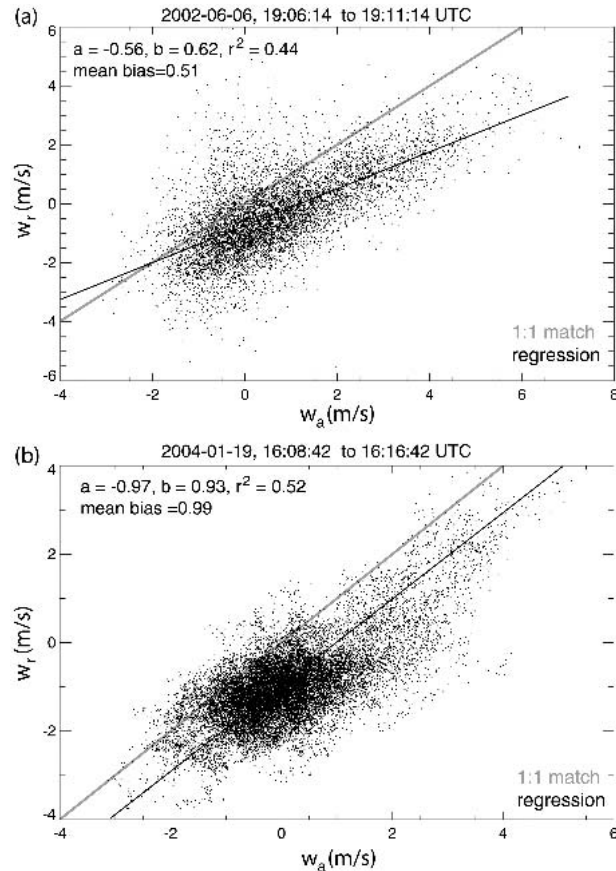 (a)
2002-06-06, 19:06:14 to 19:11:14 UTC
a = -0.56, b = 0.62, r² = 0.44
mean bias=0.51
6
4
2
0
-2
-4
-6
wᵣ (m/s)
1:1 match
regression
-4 -2 0 2 4 6 8
wₐ (m/s)
(b)
2004-01-19, 16:08:42 to 16:16:42 UTC
a = -0.97, b = 0.93, r² = 0.52
mean bias =0.99
4
2
0
-2
-4
wᵣ (m/s)
1:1 match
regression
-4 -2 0 2 4 6
wₐ (m/s)